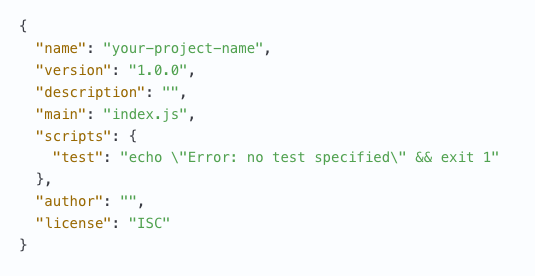 {
  "name": "your-project-name",
  "version": "1.0.0",
  "description": "",
  "main": "index.js",
  "scripts": {
    "test": "echo \"Error: no test specified\" && exit 1"
  },
  "author": "",
  "license": "ISC"
}